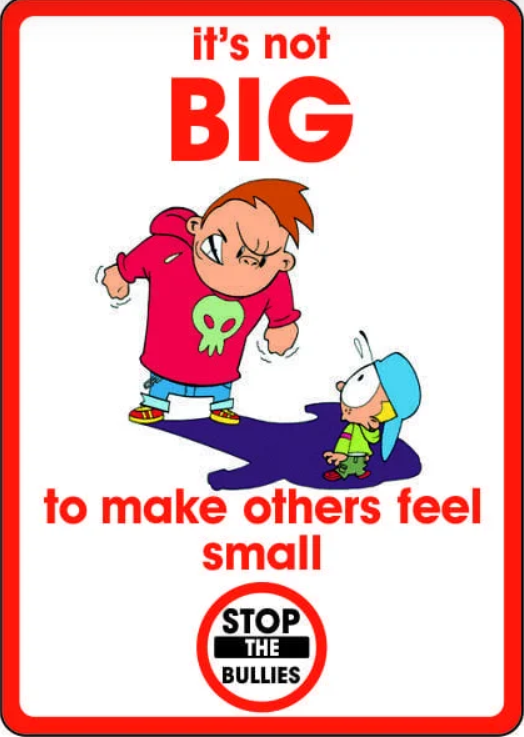 it's not
BIG
to make others feel
small
STOP
THE
BULLIES